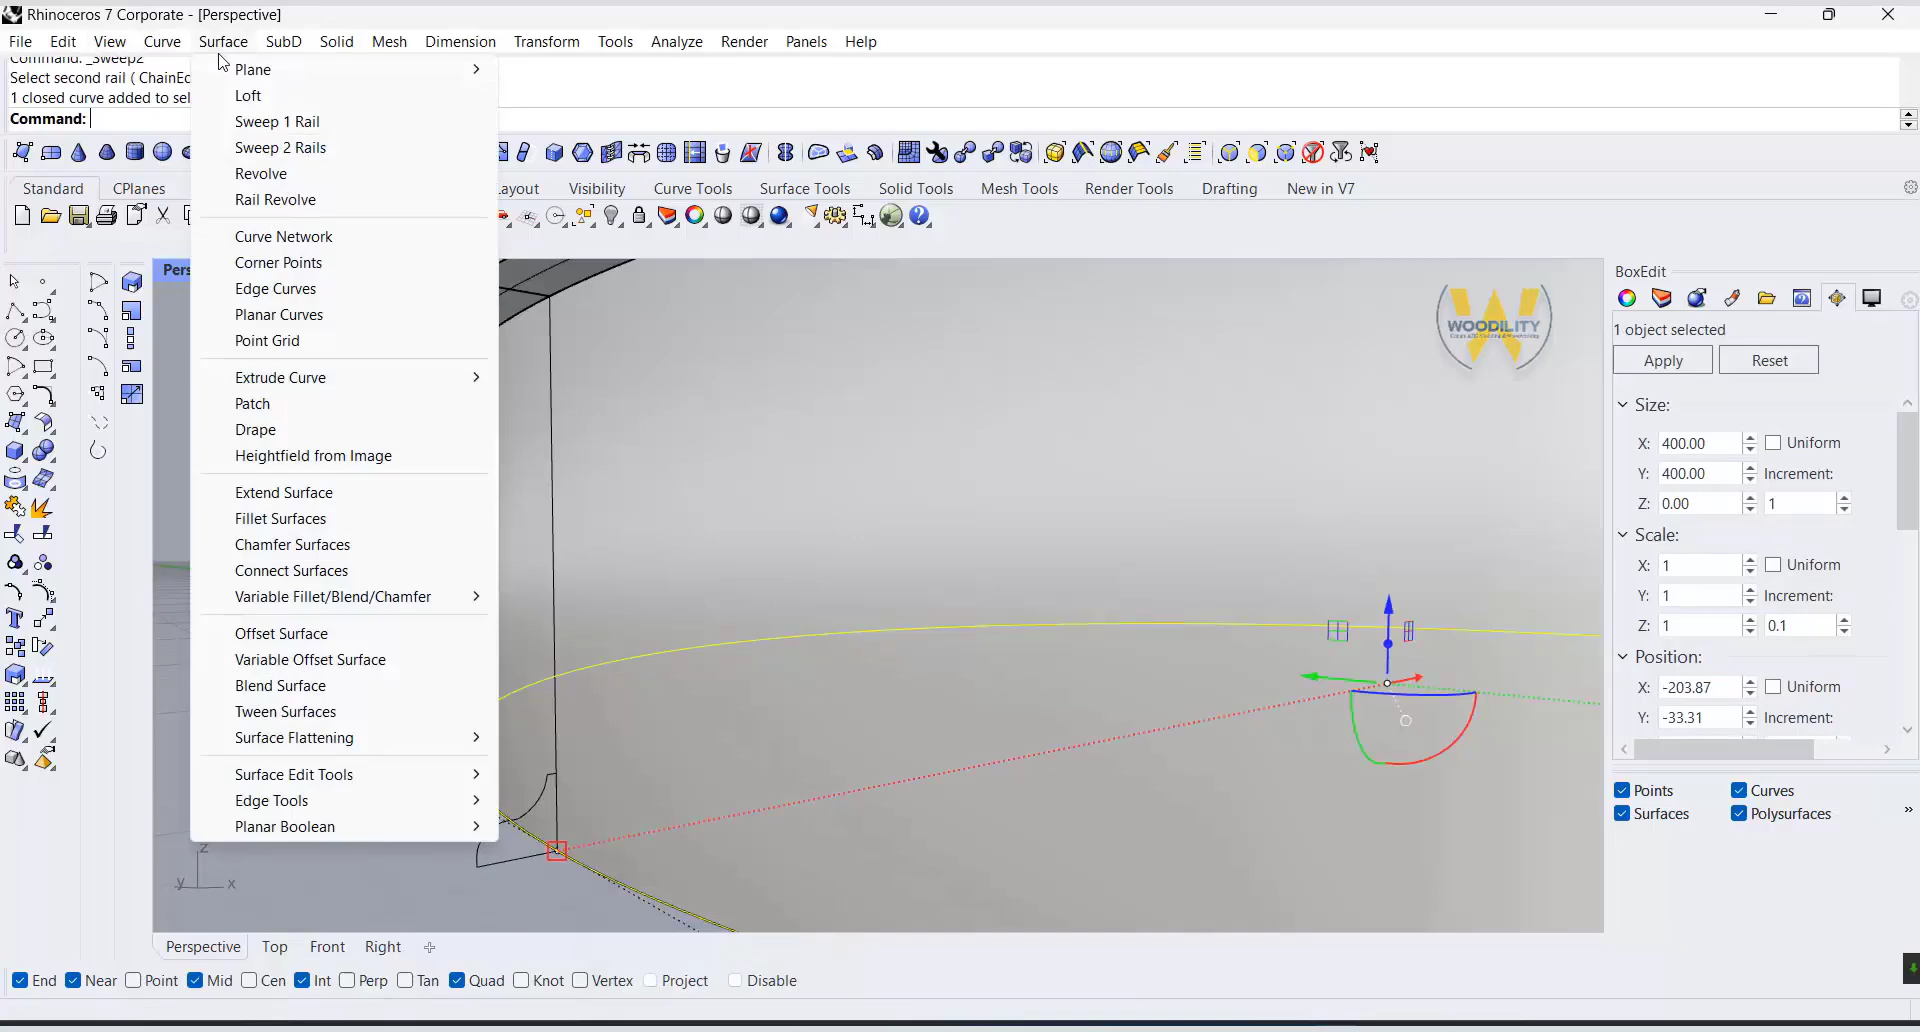 Rhinoceros 7 Corporate - [Perspective]
File Edit View Curve Surface SubD Solid Mesh Dimension Transform Tools Analyze Render Panels Help
Command: _Sweep2
Select second rail ( ChainEd
1 closed curve added to sel
Command:
Plane
Loft
Sweep 1 Rail
Sweep 2 Rails
Revolve
Rail Revolve
Curve Network
Corner Points
Edge Curves
Planar Curves
Point Grid
Extrude Curve
Patch
Drape
Heightfield from Image
Extend Surface
Fillet Surfaces
Chamfer Surfaces
Connect Surfaces
Variable Fillet/Blend/Chamfer
Offset Surface
Variable Offset Surface
Blend Surface
Tween Surfaces
Surface Flattening
Surface Edit Tools
Edge Tools
Planar Boolean
Standard CPlanes ayout Visibility Curve Tools Surface Tools Solid Tools Mesh Tools Render Tools Drafting New in V7
Pers
WOODILITY
z
y x
BoxEdit
1 object selected
Apply Reset
Size:
X: 400.00 Uniform
Y: 400.00 Increment:
Z: 0.00 1
Scale:
X: 1 Uniform
Y: 1 Increment:
Z: 1 0.1
Position:
X: -203.87 Uniform
Y: -33.31 Increment:
Points Curves
Surfaces Polysurfaces
»
Perspective Top Front Right
End Near Point Mid Cen Int Perp Tan Quad Knot Vertex Project Disable